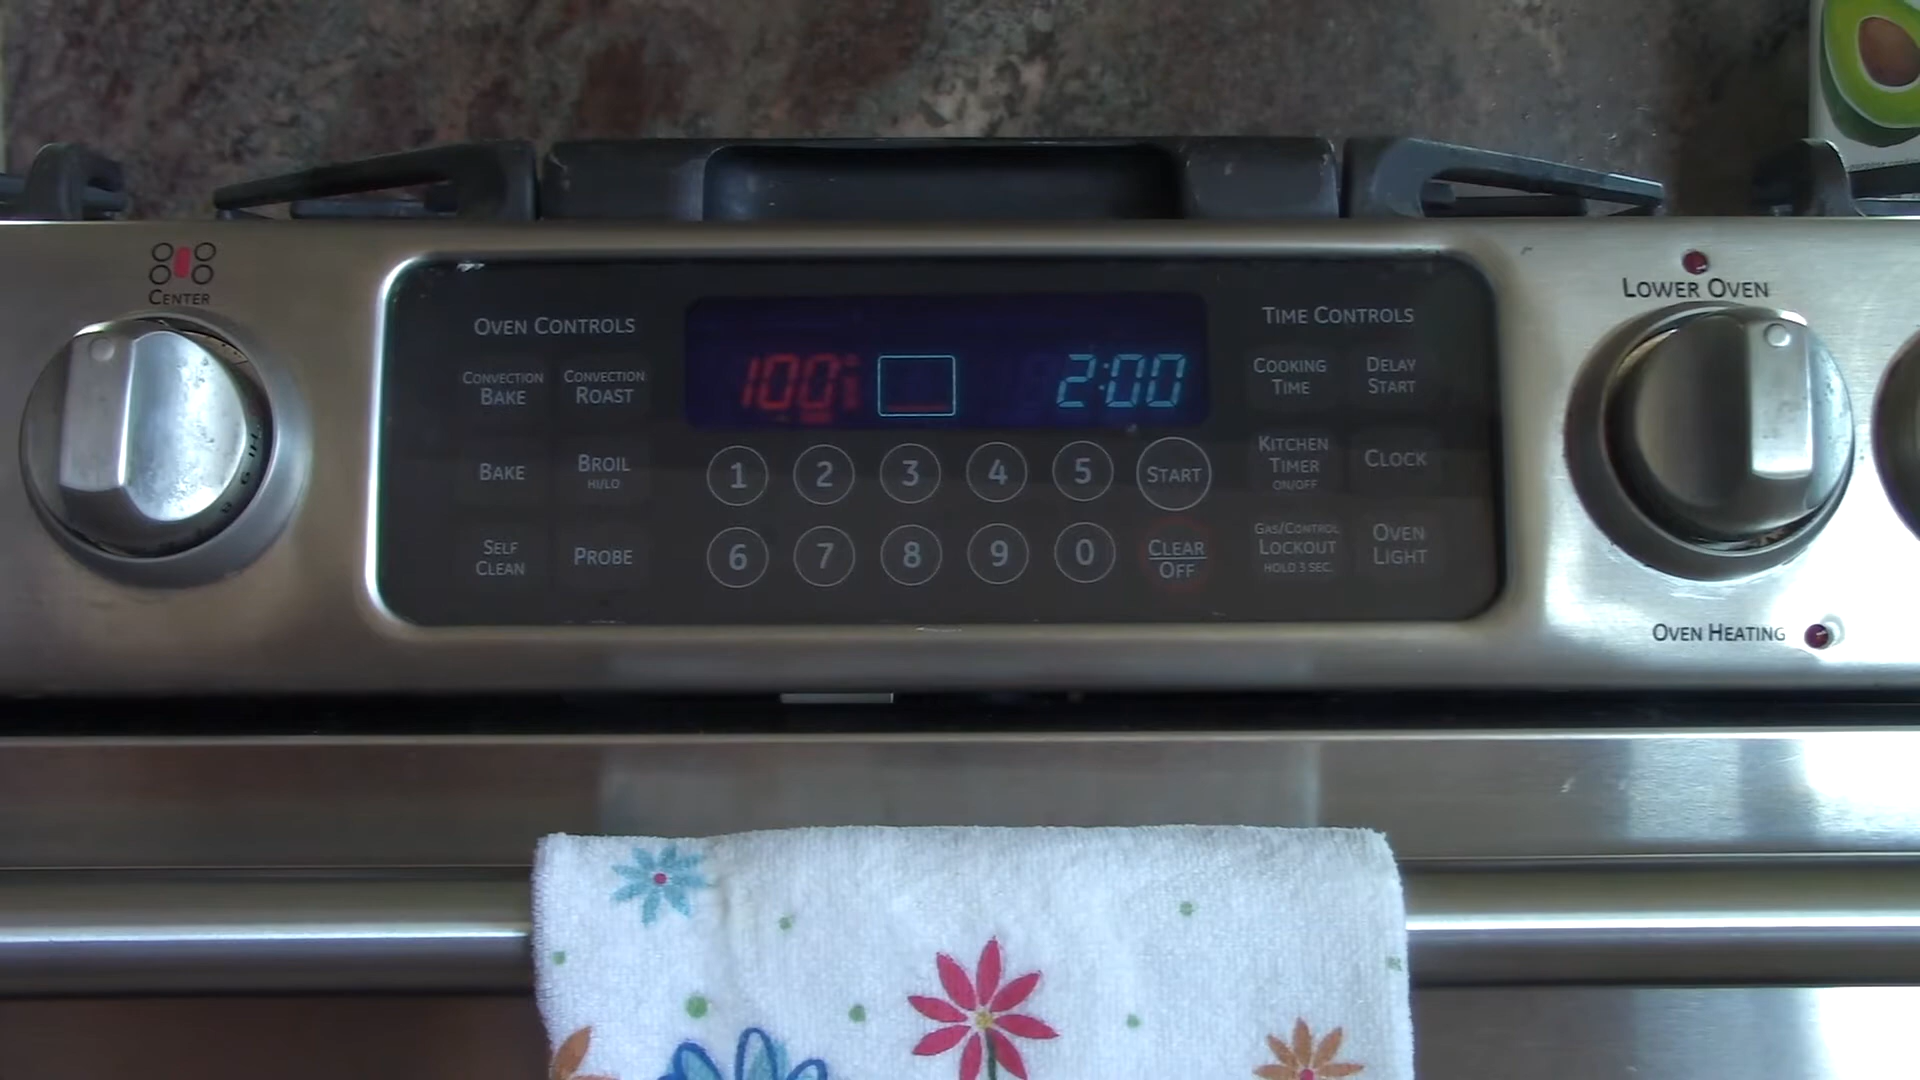 CENTER
LOWER OVEN
OVEN CONTROLS
CONVECTION
BAKE
CONVECTION
ROAST
BAKE
BROIL
HI/LO
SELF
CLEAN
PROBE
100
2:00
1 2 3 4 5 START
6 7 8 9 0 CLEAR
OFF
TIME CONTROLS
COOKING
TIME
DELAY
START
KITCHEN
TIMER
ON/OFF
CLOCK
GAS/CONTROL
LOCKOUT
HOLD 3 SEC.
OVEN
LIGHT
OVEN HEATING